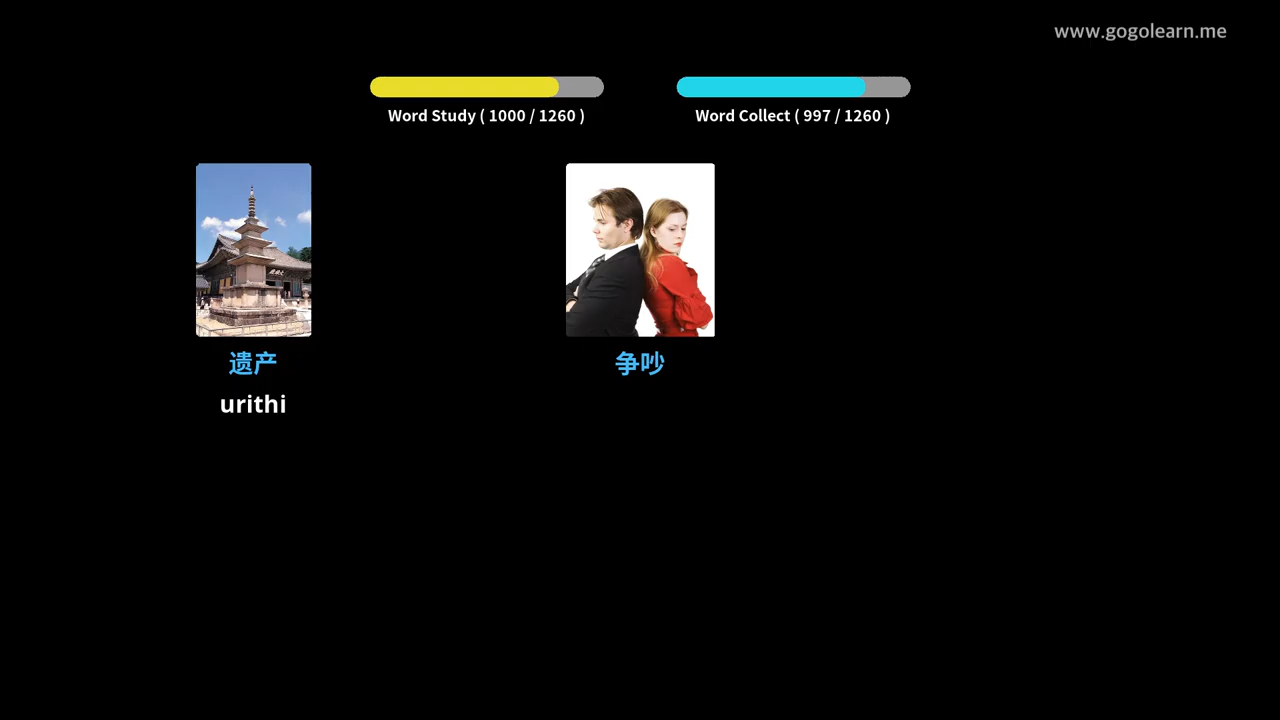 www.gogolearn.me
Word Study ( 1000 / 1260 )
Word Collect ( 997 / 1260 )
遗产
争吵
urithi